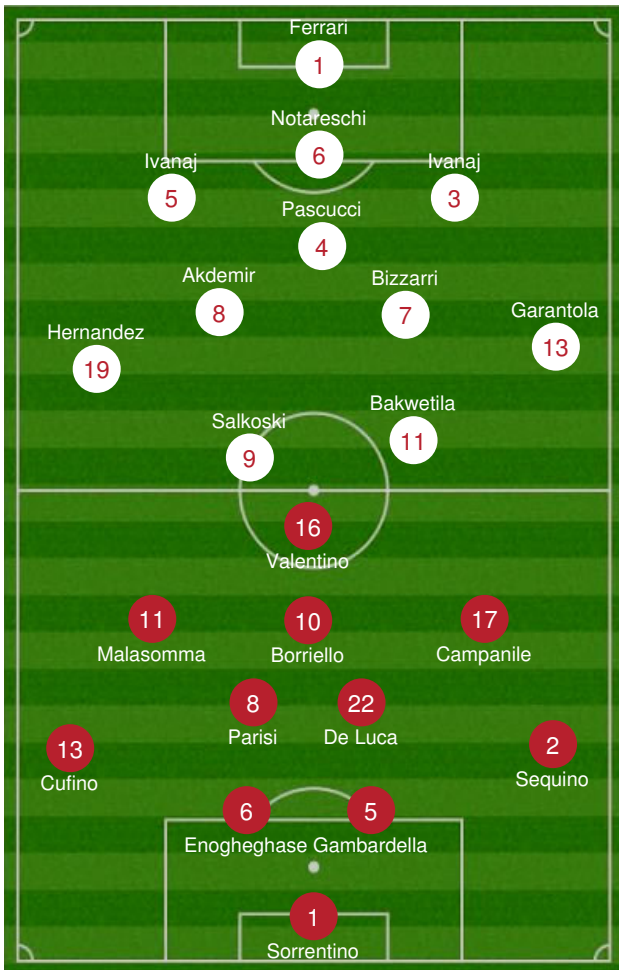 Ferrari
1
Notareschi
6
Ivanaj
5
Ivanaj
3
Pascucci
4
Akdemir
8
Bizzarri
7
Garantola
13
Hernandez
19
Bakwetila
11
Salkoski
9
16
Valentino
11
Malasomma
10
Borriello
17
Campanile
8
Parisi
22
De Luca
13
Cufino
2
Sequino
6
Enogheghase
5
Gambardella
1
Sorrentino